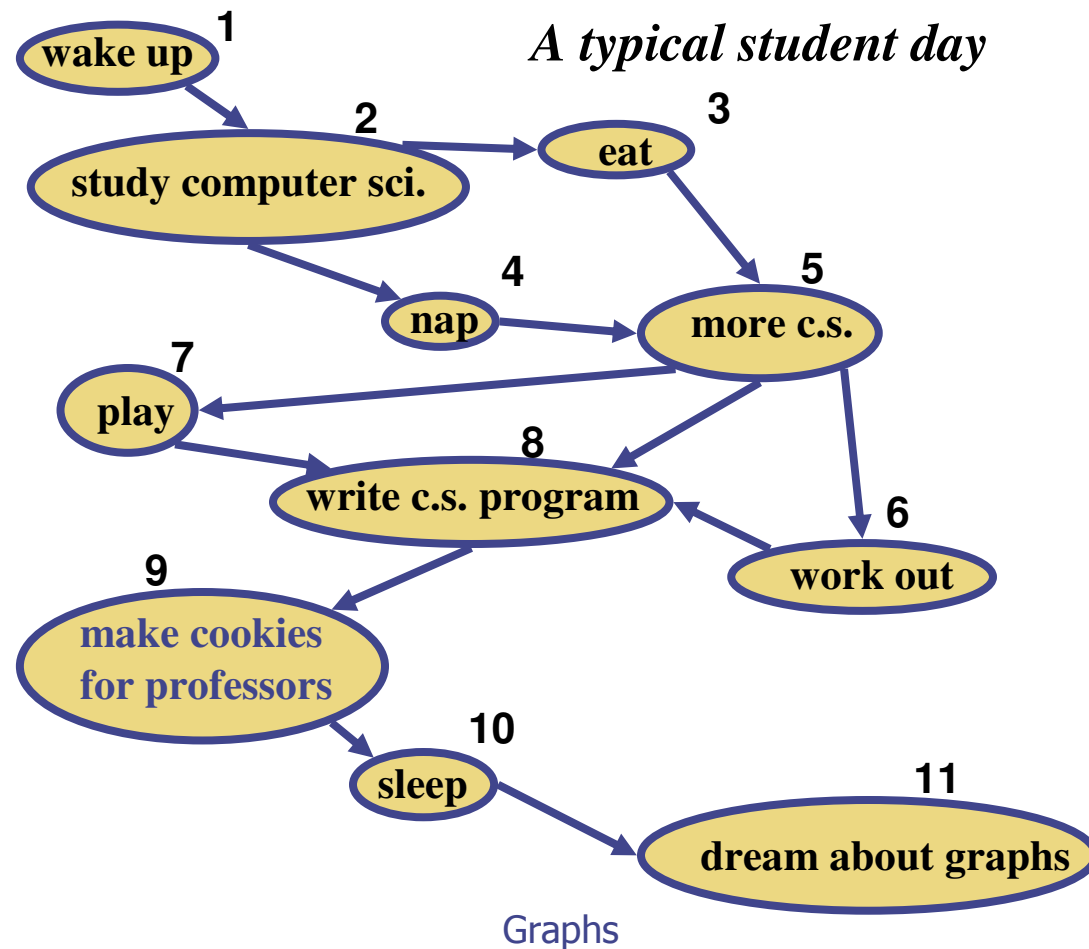 A typical student day
1
wake up
2
study computer sci.
3
eat
4
nap
5
more c.s.
7
play
8
write c.s. program
6
work out
9
make cookies
for professors
10
sleep
11
dream about graphs
Graphs